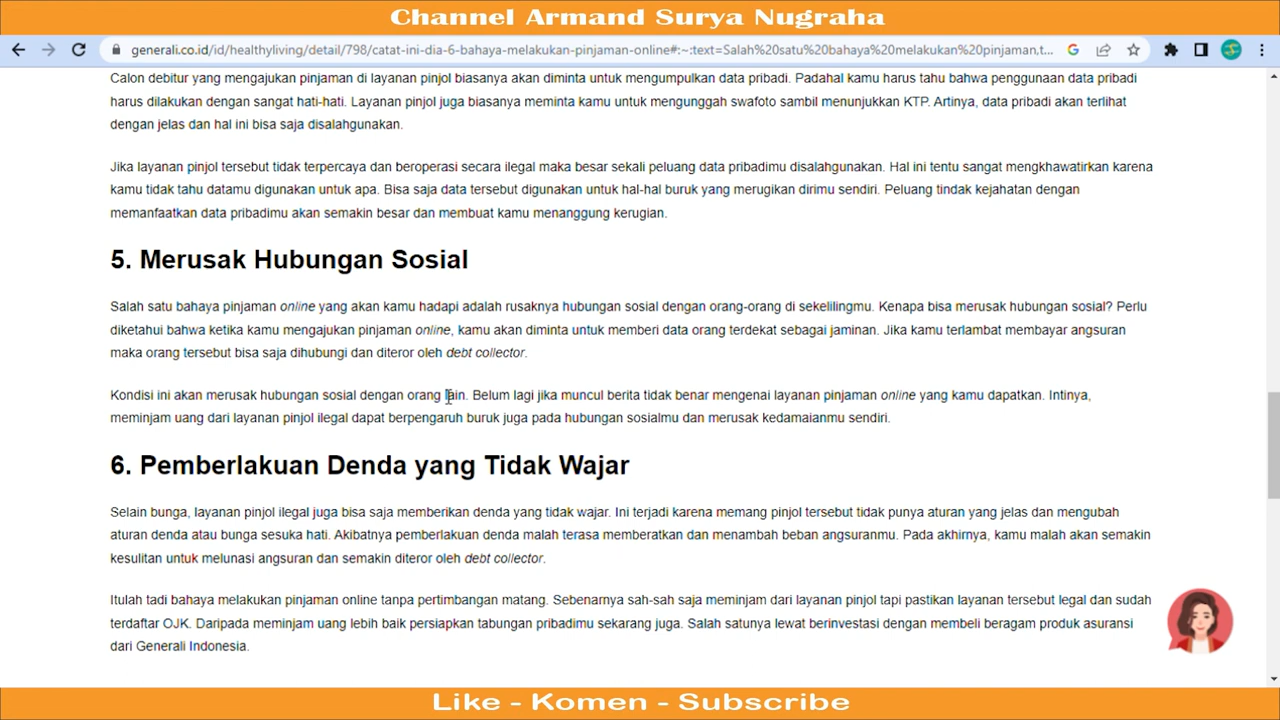 Channel Armand Surya Nugraha
generali.co.id/id/healthyliving/detail/798/catat-ini-dia-6-bahaya-melakukan-pinjaman-online#:~:text=Salah%20satu%20bahaya%20melakukan%20pinjaman,t...
Calon debitur yang mengajukan pinjaman di layanan pinjol biasanya akan diminta untuk mengumpulkan data pribadi. Padahal kamu harus tahu bahwa penggunaan data pribadi
harus dilakukan dengan sangat hati-hati. Layanan pinjol juga biasanya meminta kamu untuk mengunggah swafoto sambil menunjukkan KTP. Artinya, data pribadi akan terlihat
dengan jelas dan hal ini bisa saja disalahgunakan.
Jika layanan pinjol tersebut tidak terpercaya dan beroperasi secara ilegal maka besar sekali peluang data pribadimu disalahgunakan. Hal ini tentu sangat mengkhawatirkan karena
kamu tidak tahu datamu digunakan untuk apa. Bisa saja data tersebut digunakan untuk hal-hal buruk yang merugikan dirimu sendiri. Peluang tindak kejahatan dengan
memanfaatkan data pribadimu akan semakin besar dan membuat kamu menanggung kerugian.
5. Merusak Hubungan Sosial
Salah satu bahaya pinjaman online yang akan kamu hadapi adalah rusaknya hubungan sosial dengan orang-orang di sekelilingmu. Kenapa bisa merusak hubungan sosial? Perlu
diketahui bahwa ketika kamu mengajukan pinjaman online, kamu akan diminta untuk memberi data orang terdekat sebagai jaminan. Jika kamu terlambat membayar angsuran
maka orang tersebut bisa saja dihubungi dan diteror oleh debt collector.
Kondisi ini akan merusak hubungan sosial dengan orang lain. Belum lagi jika muncul berita tidak benar mengenai layanan pinjaman online yang kamu dapatkan. Intinya,
meminjam uang dari layanan pinjol ilegal dapat berpengaruh buruk juga pada hubungan sosialmu dan merusak kedamaianmu sendiri.
6. Pemberlakuan Denda yang Tidak Wajar
Selain bunga, layanan pinjol ilegal juga bisa saja memberikan denda yang tidak wajar. Ini terjadi karena memang pinjol tersebut tidak punya aturan yang jelas dan mengubah
aturan denda atau bunga sesuka hati. Akibatnya pemberlakuan denda malah terasa memberatkan dan menambah beban angsuranmu. Pada akhirnya, kamu malah akan semakin
kesulitan untuk melunasi angsuran dan semakin diteror oleh debt collector.
Itulah tadi bahaya melakukan pinjaman online tanpa pertimbangan matang. Sebenarnya sah-sah saja meminjam dari layanan pinjol tapi pastikan layanan tersebut legal dan sudah
terdaftar OJK. Daripada meminjam uang lebih baik persiapkan tabungan pribadimu sekarang juga. Salah satunya lewat berinvestasi dengan membeli beragam produk asuransi
dari Generali Indonesia.
Like - Komen - Subscribe